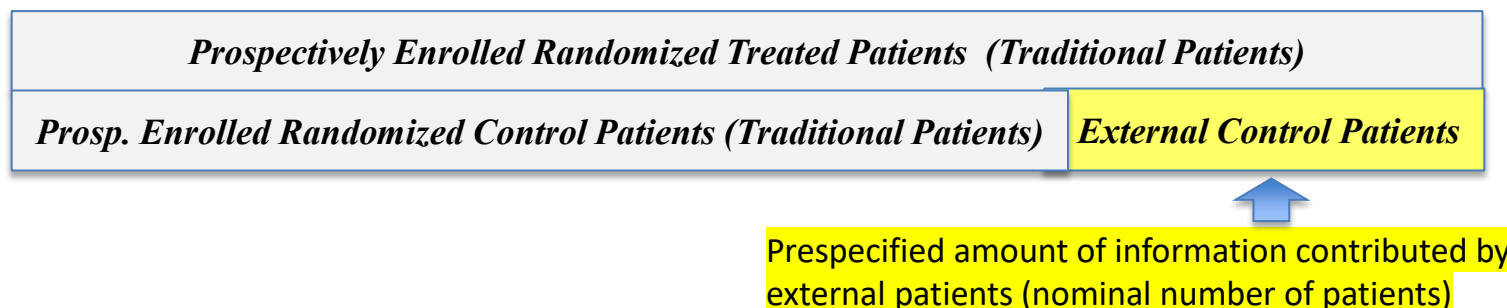 Prospectively Enrolled Randomized Treated Patients (Traditional Patients)
Prosp. Enrolled Randomized Control Patients (Traditional Patients)
External Control Patients
Prespecified amount of information contributed by
external patients (nominal number of patients)